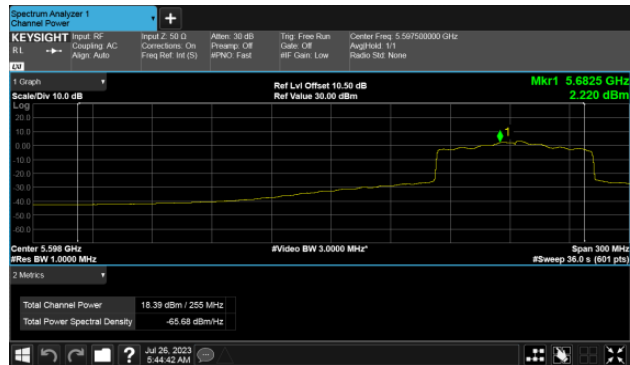 Spectrum Analyzer 1
Channel Power
KEYSIGHT
Input: RF
Input Z: 50 Ω
Atten: 30 dB
Trig: Free Run
Center Freq: 5.597500000 GHz
R L
Coupling: AC
Corrections: On
Preamp: Off
Gate: Off
Avg|Hold: 1/1
Align: Auto
Freq Ref: Int (S)
#PNO: Fast
#IF Gain: Low
Radio Std: None
LXI
1 Graph
Ref Lvl Offset 10.50 dB
Mkr1 5.6825 GHz
Scale/Div 10.0 dB
Ref Value 30.00 dBm
2.220 dBm
Log
20.0
10.0
0.00
-10.0
-20.0
-30.0
-40.0
-50.0
-60.0
1
Center 5.598 GHz
#Video BW 3.0000 MHz*
Span 300 MHz
#Res BW 1.0000 MHz
#Sweep 36.0 s (601 pts)
2 Metrics
Total Channel Power 18.39 dBm / 255 MHz
Total Power Spectral Density -65.68 dBm/Hz
?
Jul 26, 2023
5:44:42 AM